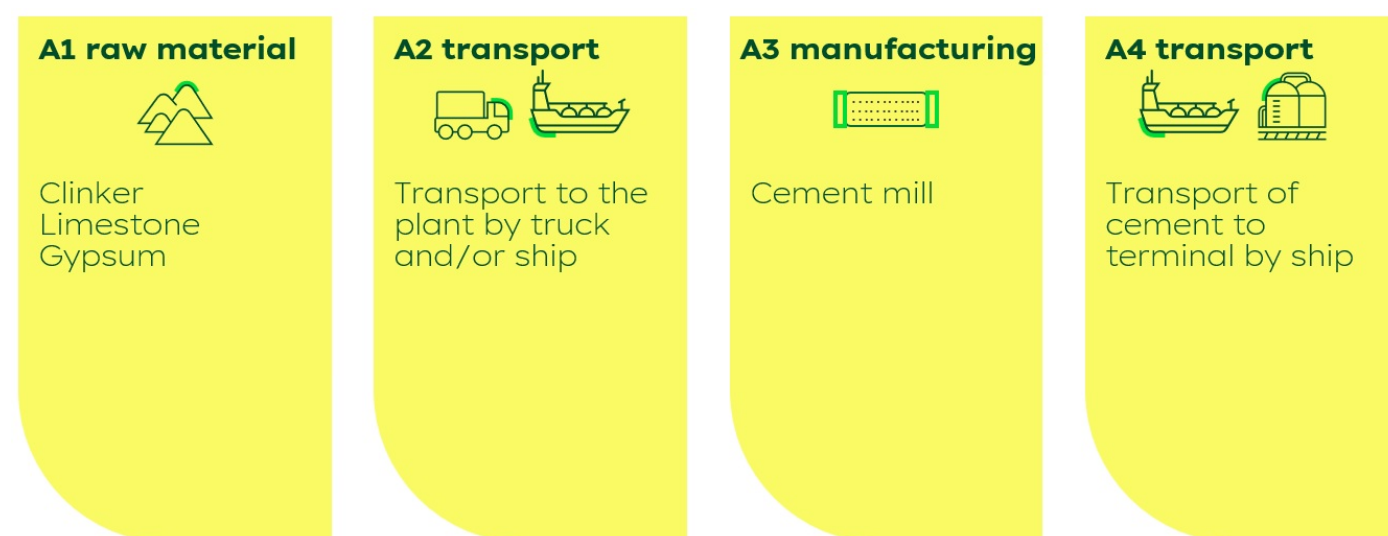 A1 raw material
Clinker
Limestone
Gypsum
A2 transport
Transport to the
plant by truck
and/or ship
A3 manufacturing
Cement mill
A4 transport
Transport of
cement to
terminal by ship